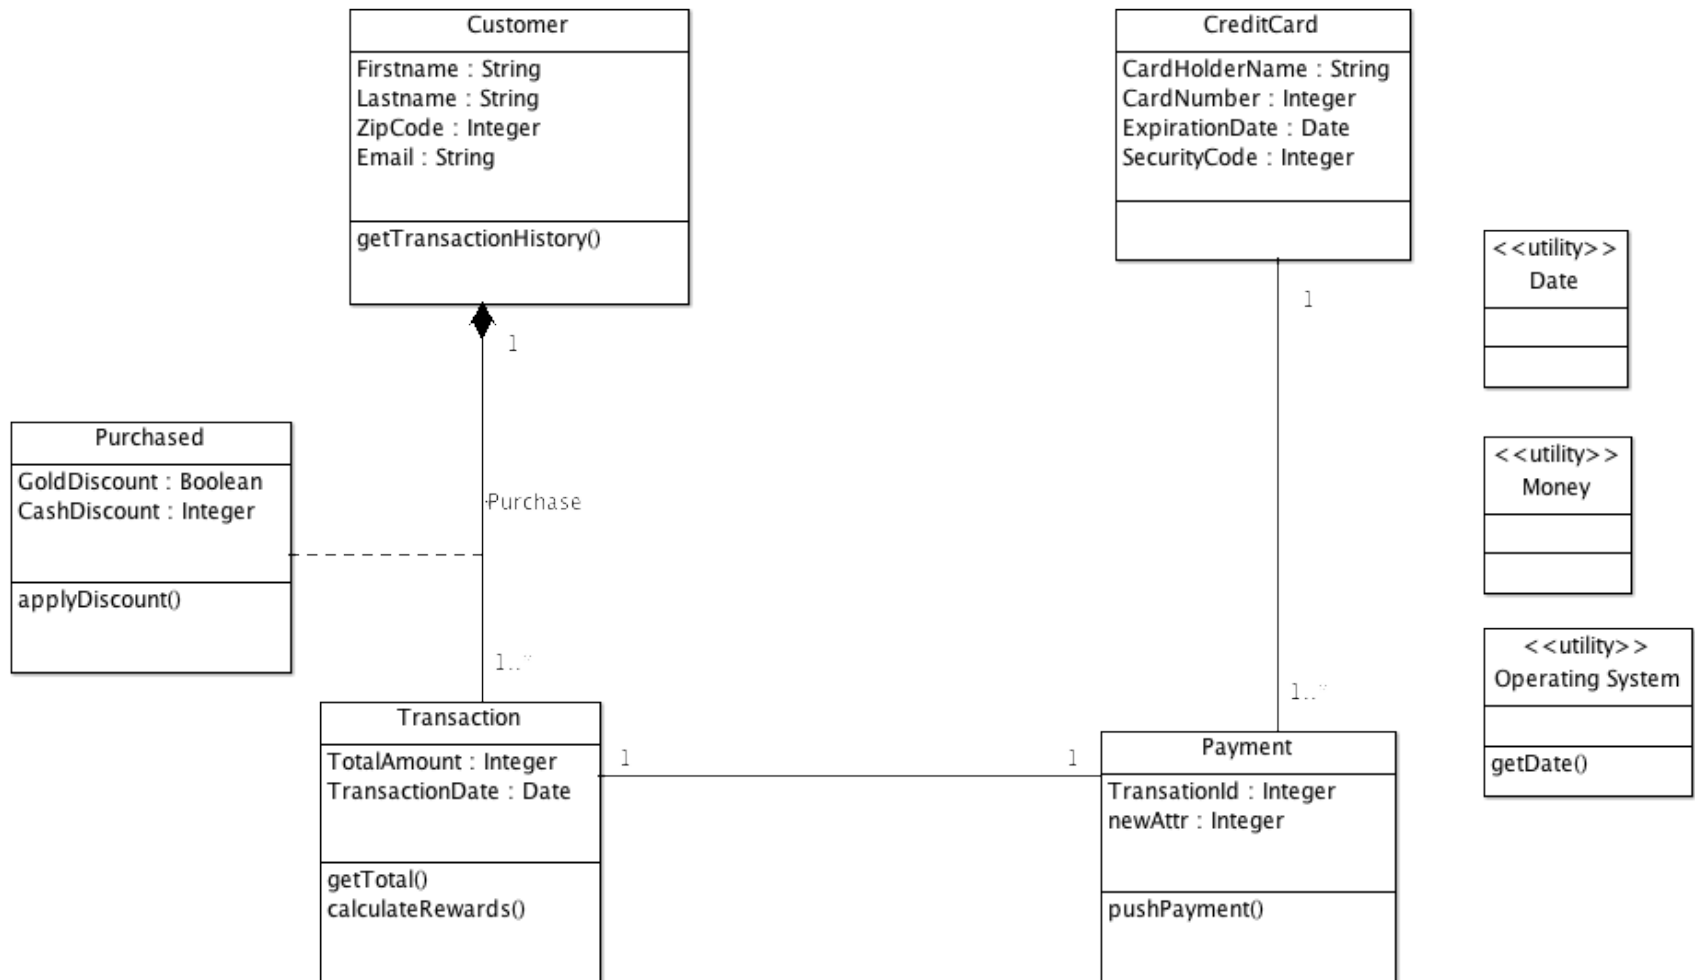 Customer
Firstname : String
Lastname : String
ZipCode : Integer
Email : String
getTransactionHistory()
1
CreditCard
CardHolderName : String
CardNumber : Integer
ExpirationDate : Date
SecurityCode : Integer
1
<<utility>>
Date
Purchased
GoldDiscount : Boolean
CashDiscount : Integer
applyDiscount()
Purchase
<<utility>>
Money
1..*
1..*
<<utility>>
Operating System
getDate()
Transaction
TotalAmount : Integer
TransactionDate : Date
getTotal()
calculateRewards()
1
1
Payment
TransationId : Integer
newAttr : Integer
pushPayment()